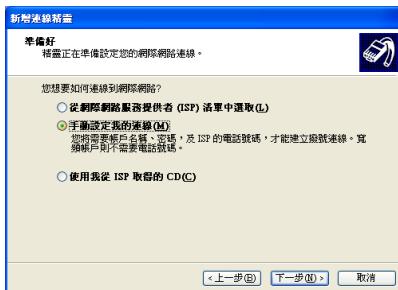 新增連線精靈
準備好
精靈正在準備設定您的網際網路連線。
您想要如何連線到網際網路?
從網際網路服務提供者 (ISP) 清單中選取(L)
手動設定我的連線(M)
您將需要帳戶名稱、密碼，及 ISP 的電話號碼，才能建立撥號連線。寬
頻帳戶則不需要電話號碼。
使用我從 ISP 取得的 CD(C)
<上一步(B) 下一步(N)> 取消